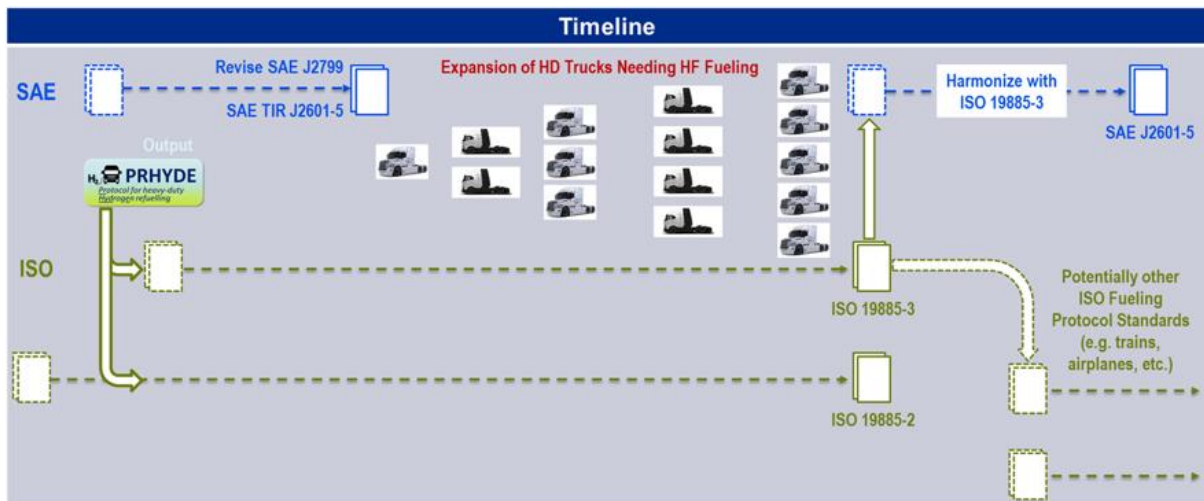 Timeline
SAE
Revise SAE J2799
SAE TIR J2601-5
Expansion of HD Trucks Needing HF Fueling
Harmonize with
ISO 19885-3
SAE J2601-5
Output
H2 PRHYDE
Protocol for heavy-duty
Hydrogen refuelling
ISO
ISO 19885-3
Potentially other
ISO Fueling
Protocol Standards
(e.g. trains,
airplanes, etc.)
ISO 19885-2